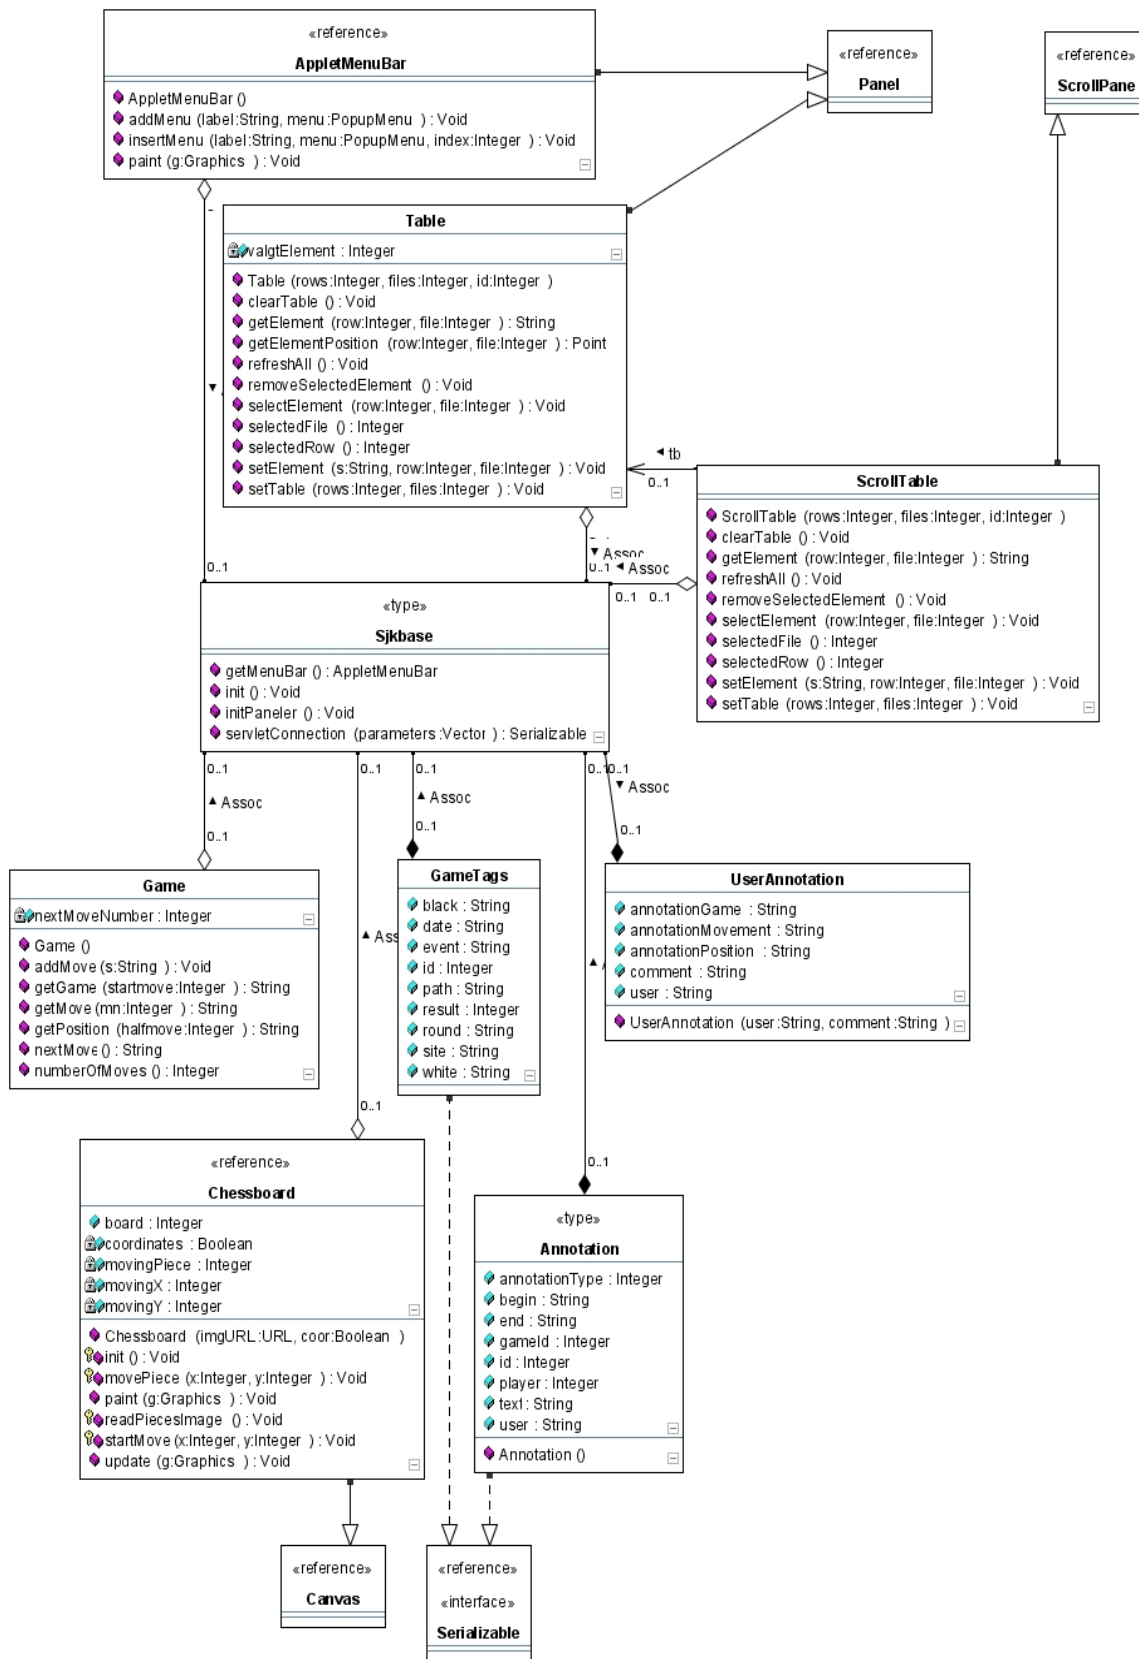 «reference»
AppletMenuBar
AppletMenuBar ()
addMenu (label:String, menu:PopupMenu ) : Void
insertMenu (label:String, menu:PopupMenu, index:Integer ) : Void
paint (g:Graphics ) : Void
«reference»
Panel
«reference»
ScrollPane
Table
valgtElement : Integer
Table (rows:Integer, files:Integer, id:Integer )
clearTable () : Void
getElement (row:Integer, file:Integer ) : String
getElementPosition (row:Integer, file:Integer ) : Point
refreshAll () : Void
removeSelectedElement () : Void
selectElement (row:Integer, file:Integer ) : Void
selectedFile () : Integer
selectedRow () : Integer
setElement (s:String, row:Integer, file:Integer ) : Void
setTable (rows:Integer, files:Integer ) : Void
tb
0..1
ScrollTable
ScrollTable (rows:Integer, files:Integer, id:Integer )
clearTable () : Void
getElement (row:Integer, file:Integer ) : String
refreshAll () : Void
removeSelectedElement () : Void
selectElement (row:Integer, file:Integer ) : Void
selectedFile () : Integer
selectedRow () : Integer
setElement (s:String, row:Integer, file:Integer ) : Void
setTable (rows:Integer, files:Integer ) : Void
Assoc
0..1
0..1
Assoc
0..1
0..1
«type»
Sjkbase
getMenuBar () : AppletMenuBar
init () : Void
initPaneler () : Void
servletConnection (parameters:Vector ) : Serializable
0..1
0..1
0..1
0..1
0..1
Assoc
Assoc
Assoc
0..1
0..1
0..1
Game
nextMoveNumber : Integer
Game ()
addMove (s:String ) : Void
getGame (startmove:Integer ) : String
getMove (mn:Integer ) : String
getPosition (halfmove:Integer ) : String
nextMove () : String
numberOfMoves () : Integer
GameTags
black : String
date : String
event : String
id : Integer
path : String
result : Integer
round : String
site : String
white : String
UserAnnotation
annotationGame : String
annotationMovement : String
annotationPosition : String
comment : String
user : String
UserAnnotation (user:String, comment:String )
0..1
0..1
«reference»
Chessboard
board : Integer
coordinates : Boolean
movingPiece : Integer
movingX : Integer
movingY : Integer
Chessboard (imgURL:URL, coor:Boolean )
init () : Void
movePiece (x:Integer, y:Integer ) : Void
paint (g:Graphics ) : Void
readPiecesImage () : Void
startMove (x:Integer, y:Integer ) : Void
update (g:Graphics ) : Void
«type»
Annotation
annotationType : Integer
begin : String
end : String
gameId : Integer
id : Integer
player : Integer
text : String
user : String
Annotation ()
«reference»
Canvas
«reference»
«interface»
Serializable